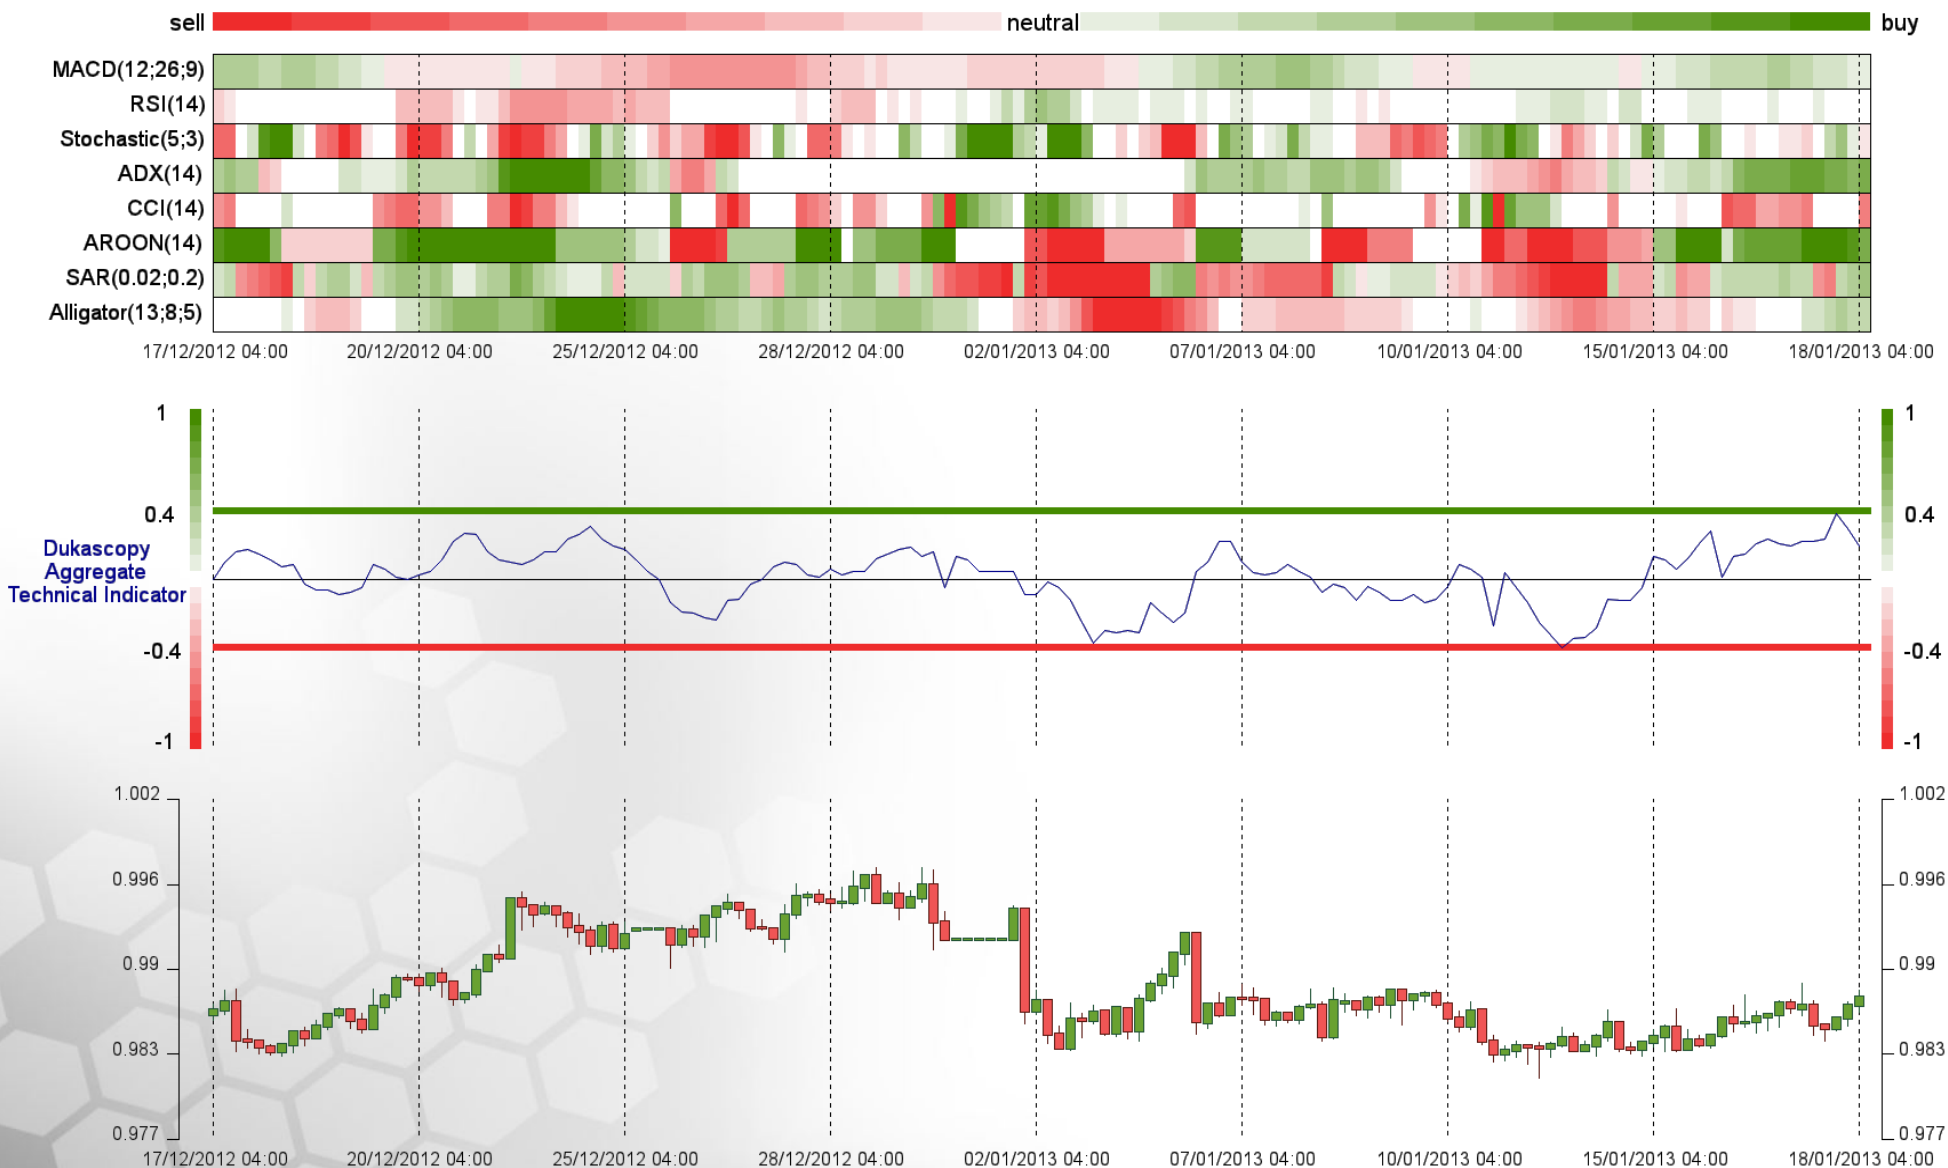 sell neutral buy
MACD(12;26;9)
RSI(14)
Stochastic(5;3)
ADX(14)
CCI(14)
AROON(14)
SAR(0.02;0.2)
Alligator(13;8;5)
17/12/2012 04:00 20/12/2012 04:00 25/12/2012 04:00 28/12/2012 04:00 02/01/2013 04:00 07/01/2013 04:00 10/01/2013 04:00 15/01/2013 04:00 18/01/2013 04:00
1 1
0.4 0.4
Dukascopy
Aggregate
Technical Indicator
-0.4 -0.4
-1 -1
1.002 1.002
0.996 0.996
0.99 0.99
0.983 0.983
0.977 0.977
17/12/2012 04:00 20/12/2012 04:00 25/12/2012 04:00 28/12/2012 04:00 02/01/2013 04:00 07/01/2013 04:00 10/01/2013 04:00 15/01/2013 04:00 18/01/2013 04:00